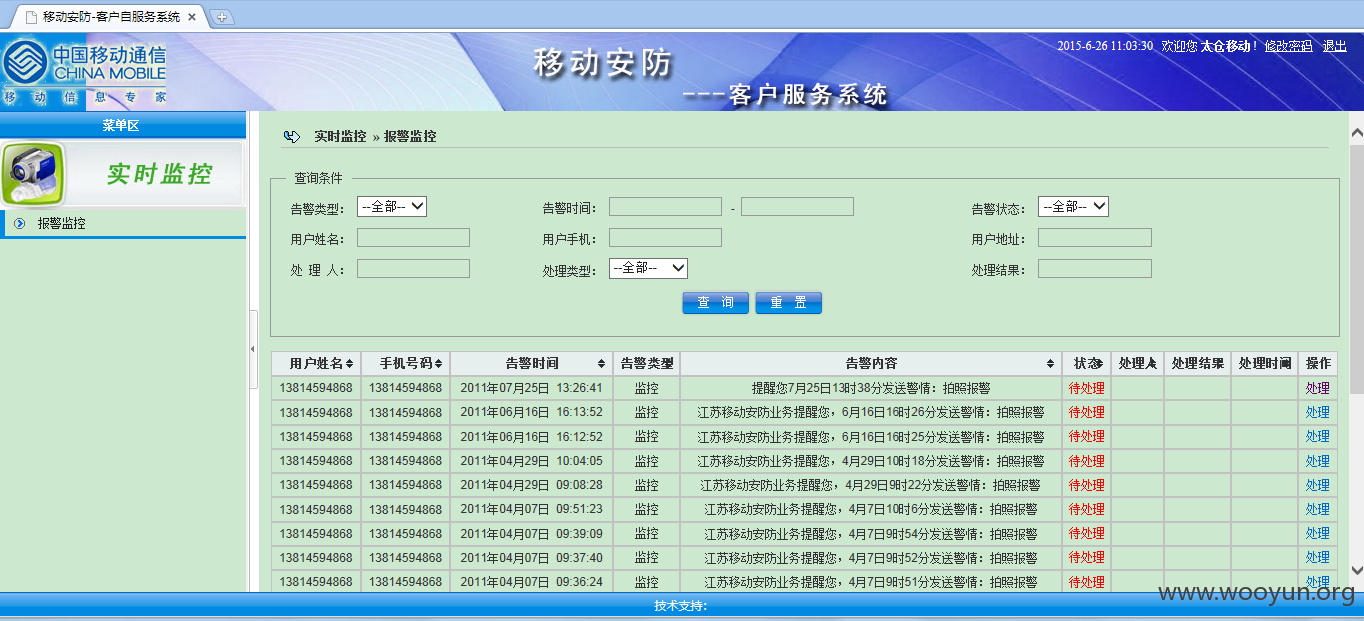 移动安防-客户自服务系统
中国移动通信
CHINA MOBILE
移动信息专家
移动安防
---客户服务系统
2015-6-26 11:03:30 欢迎您 太仓移动! 修改密码 退出
菜单区
实时监控
报警监控
实时监控 » 报警监控
查询条件
告警类型: --全部-- 告警时间: - 告警状态: --全部--
用户姓名: 用户手机: 用户地址:
处 理 人: 处理类型: --全部-- 处理结果:
查 询 重 置
用户姓名 手机号码 告警时间 告警类型 告警内容 状态 处理人 处理结果 处理时间 操作
13814594868 13814594868 2011年07月25日 13:26:41 监控 提醒您7月25日13时38分发送警情：拍照报警 待处理 处理
13814594868 13814594868 2011年06月16日 16:13:52 监控 江苏移动安防业务提醒您，6月16日16时26分发送警情：拍照报警 待处理 处理
13814594868 13814594868 2011年06月16日 16:12:52 监控 江苏移动安防业务提醒您，6月16日16时25分发送警情：拍照报警 待处理 处理
13814594868 13814594868 2011年04月29日 10:04:05 监控 江苏移动安防业务提醒您，4月29日10时18分发送警情：拍照报警 待处理 处理
13814594868 13814594868 2011年04月29日 09:08:28 监控 江苏移动安防业务提醒您，4月29日9时22分发送警情：拍照报警 待处理 处理
13814594868 13814594868 2011年04月07日 09:51:23 监控 江苏移动安防业务提醒您，4月7日10时6分发送警情：拍照报警 待处理 处理
13814594868 13814594868 2011年04月07日 09:39:09 监控 江苏移动安防业务提醒您，4月7日9时54分发送警情：拍照报警 待处理 处理
13814594868 13814594868 2011年04月07日 09:37:40 监控 江苏移动安防业务提醒您，4月7日9时52分发送警情：拍照报警 待处理 处理
13814594868 13814594868 2011年04月07日 09:36:24 监控 江苏移动安防业务提醒您，4月7日9时51分发送警情：拍照报警 待处理 处理
www.wooyun.org
技术支持: